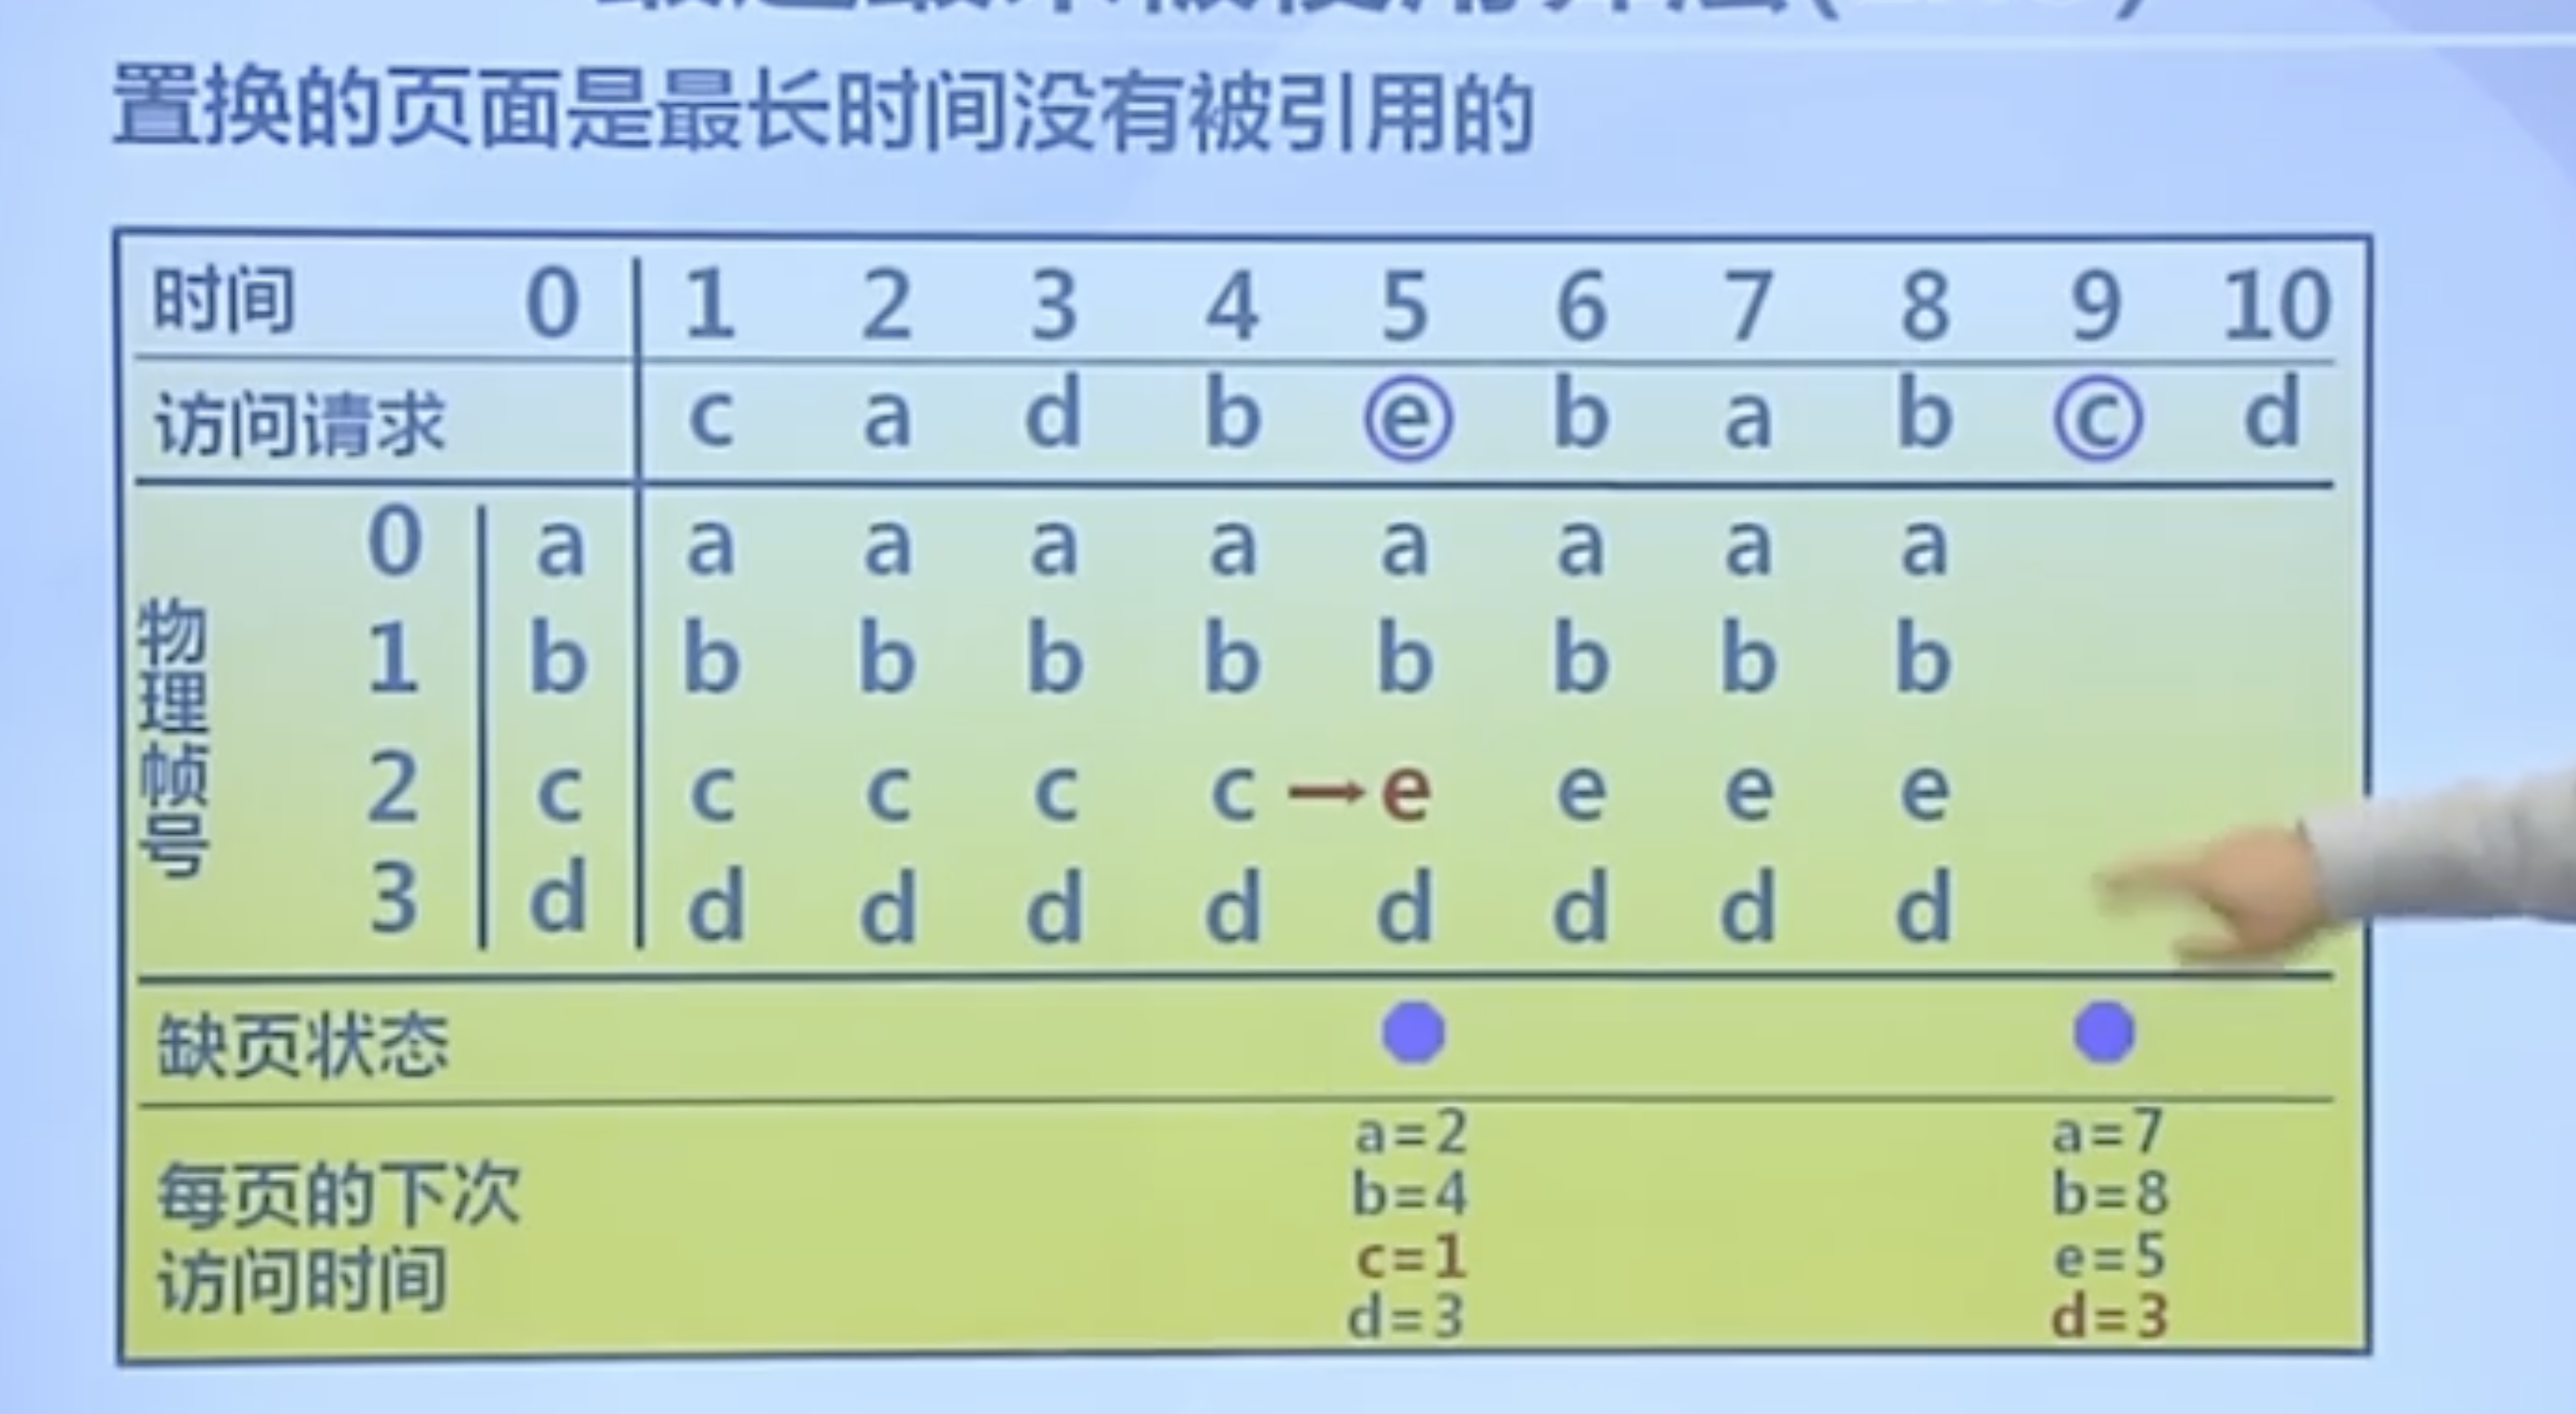 置换的页面是最长时间没有被引用的
时间 0 1 2 3 4 5 6 7 8 9 10
访问请求 c a d b e b a b c d
物理帧号
0 a a a a a a a a a
1 b b b b b b b b b
2 c c c c c → e e e e
3 d d d d d d d d d
缺页状态
每页的下次
访问时间
a=2
b=4
c=1
d=3
a=7
b=8
e=5
d=3